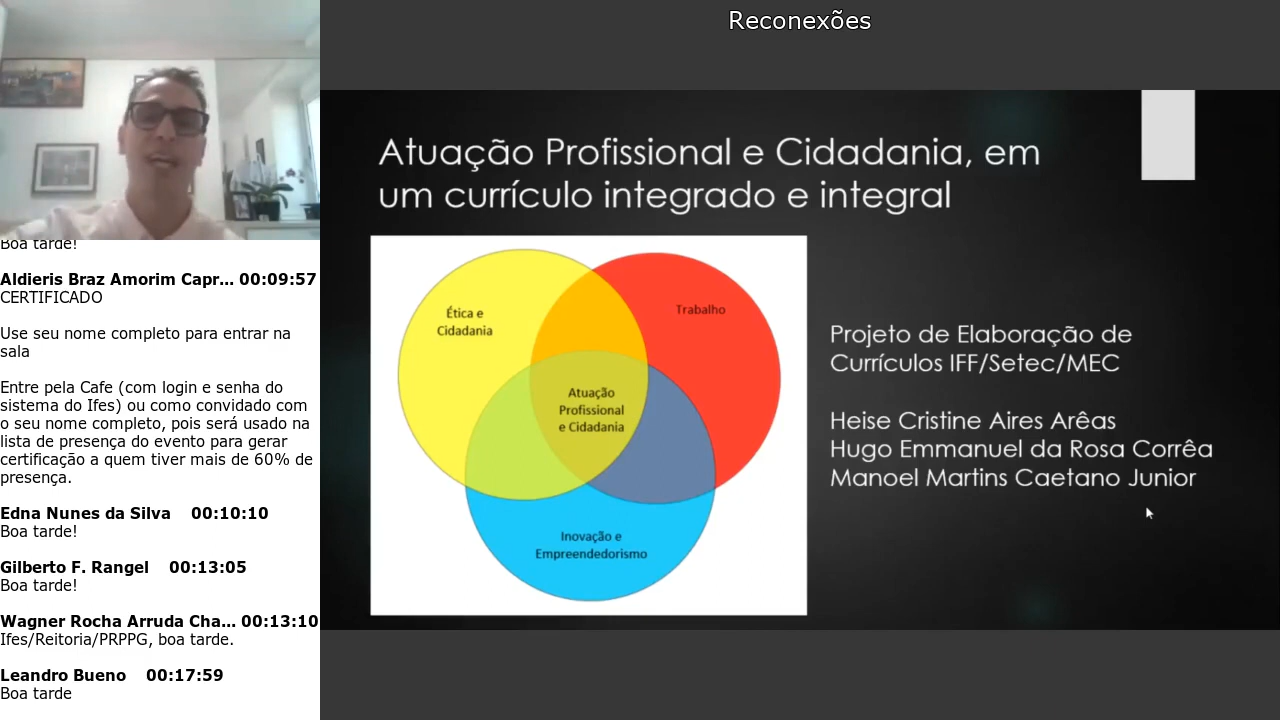 Reconexões
Boa tarde!
Aldieris Braz Amorim Capr... 00:09:57
CERTIFICADO
Use seu nome completo para entrar na
sala
Entre pela Cafe (com login e senha do
sistema do Ifes) ou como convidado com
o seu nome completo, pois será usado na
lista de presença do evento para gerar
certificação a quem tiver mais de 60% de
presença.
Edna Nunes da Silva 00:10:10
Boa tarde!
Gilberto F. Rangel 00:13:05
Boa tarde!
Wagner Rocha Arruda Cha... 00:13:10
Ifes/Reitoria/PRPPG, boa tarde.
Leandro Bueno 00:17:59
Boa tarde
Atuação Profissional e Cidadania, em
um currículo integrado e integral
Ética e
Cidadania
Trabalho
Atuação
Profissional
e Cidadania
Inovação e
Empreendedorismo
Projeto de Elaboração de
Currículos IFF/Setec/MEC
Heise Cristine Aires Arêas
Hugo Emmanuel da Rosa Corrêa
Manoel Martins Caetano Junior